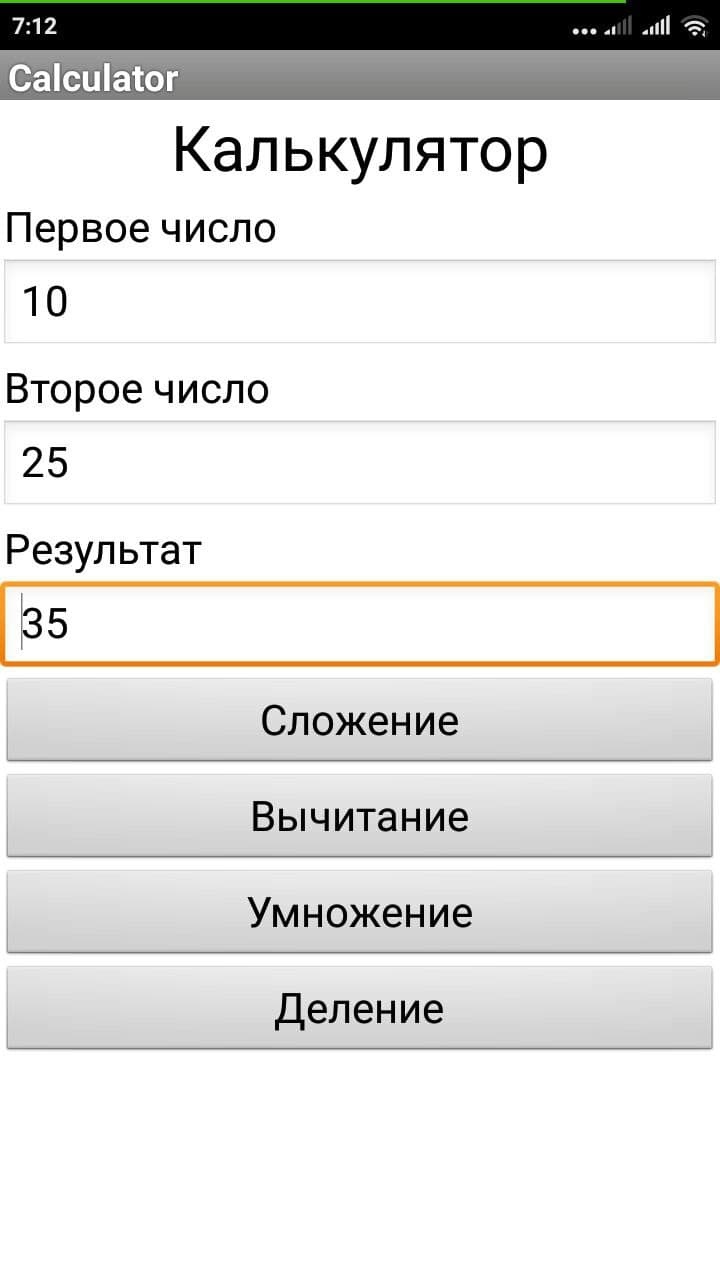 7:12
Calculator
Калькулятор
Первое число
10
Второе число
25
Результат
35
Сложение
Вычитание
Умножение
Деление